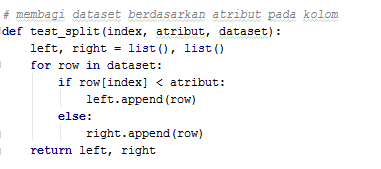 # membagi dataset berdasarkan atribut pada kolom
def test_split(index, atribut, dataset):
    left, right = list(), list()
    for row in dataset:
        if row[index] < atribut:
            left.append(row)
        else:
            right.append(row)
    return left, right